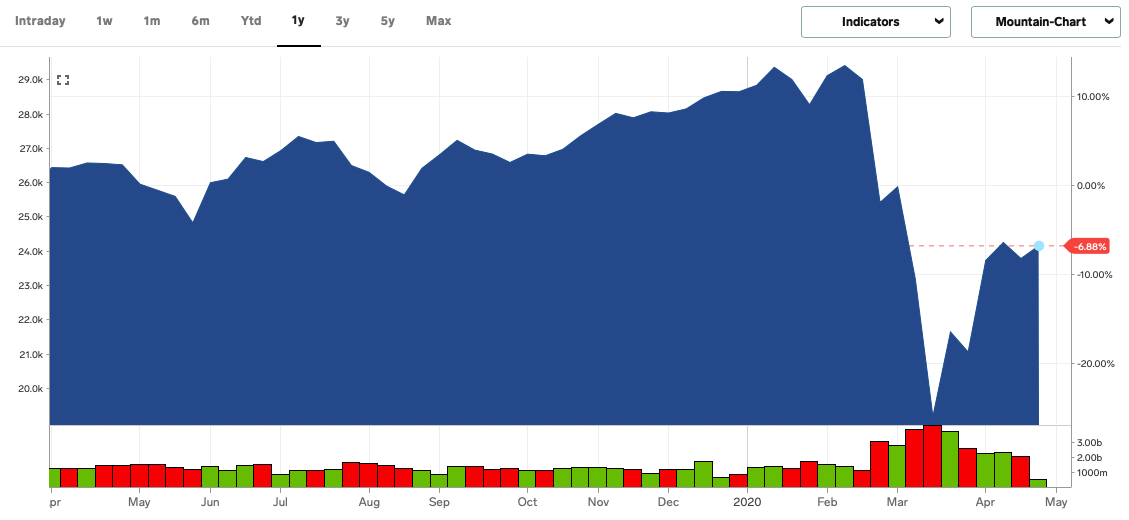 Intraday 1w 1m 6m Ytd 1y 3y 5y Max Indicators Mountain-Chart
29.0k
10.00%
28.0k
27.0k
26.0k 0.00%
25.0k
24.0k -6.88%
-10.00%
23.0k
22.0k
21.0k
-20.00%
20.0k
3.00b
2.00b
1000m
pr May Jun Jul Aug Sep Oct Nov Dec 2020 Feb Mar Apr May